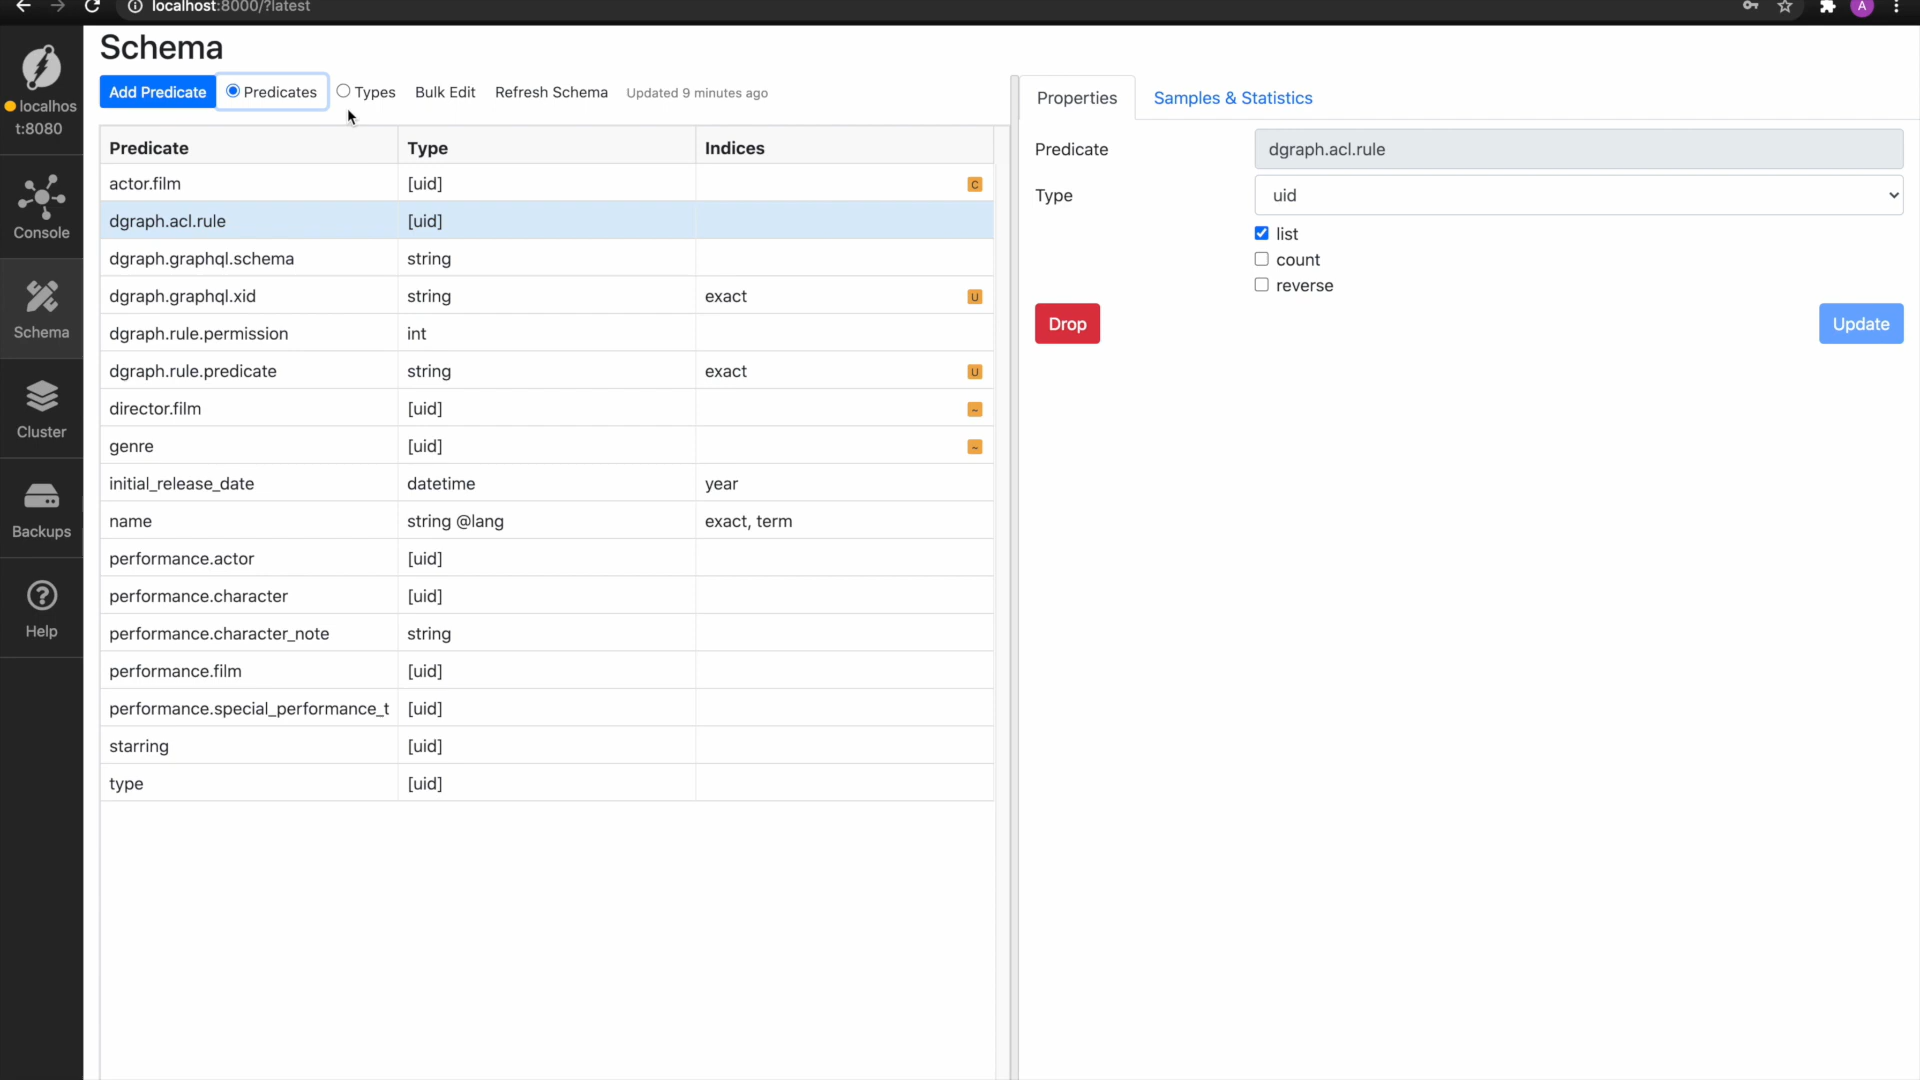 localhost:8000/?latest
A
Schema
localhos
t:8080
Console
Schema
Cluster
Backups
Help
Add Predicate Predicates Types Bulk Edit Refresh Schema Updated 9 minutes ago
Predicate Type Indices
actor.film [uid] C
dgraph.acl.rule [uid]
dgraph.graphql.schema string
dgraph.graphql.xid string exact U
dgraph.rule.permission int
dgraph.rule.predicate string exact U
director.film [uid] ~
genre [uid] ~
initial_release_date datetime year
name string @lang exact, term
performance.actor [uid]
performance.character [uid]
performance.character_note string
performance.film [uid]
performance.special_performance_t [uid]
starring [uid]
type [uid]
Properties Samples & Statistics
Predicate dgraph.acl.rule
Type uid
list
count
reverse
Drop Update